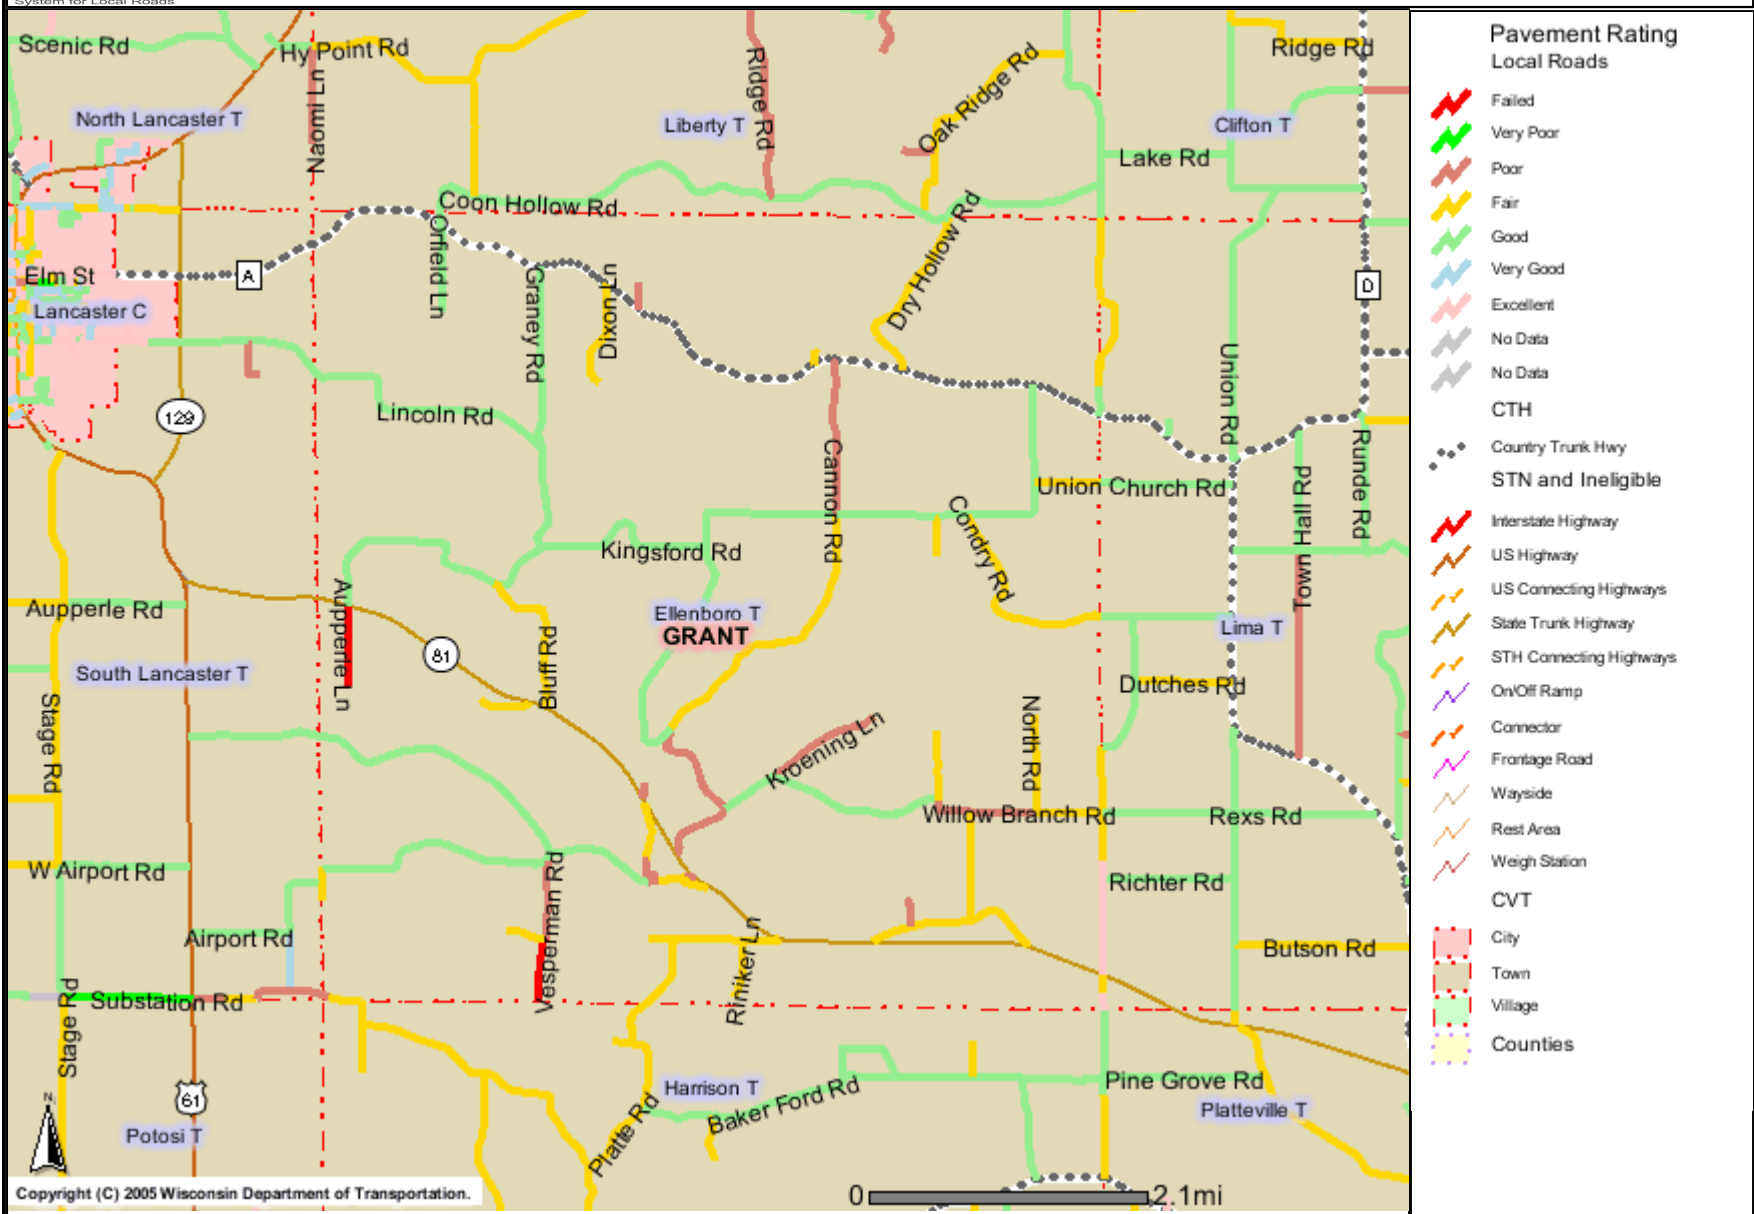 System for Local Roads
Scenic Rd
Hy Point Rd
Naomi Ln
Ridge Rd
Oak Ridge Rd
Ridge Rd
North Lancaster T
Liberty T
Clifton T
Lake Rd
Coon Hollow Rd
Orfield Ln
Dry Hollow Rd
Elm St
A
Graney Rd
Dixon Ln
D
Lancaster C
Union Rd
129
Lincoln Rd
Cannon Rd
Runde Rd
Union Church Rd
Town Hall Rd
Condry Rd
Kingsford Rd
Aupperle Rd
Aupperle Ln
Ellenboro T
GRANT
Lima T
81
Bluff Rd
South Lancaster T
Dutches Rd
Stage Rd
North Rd
Kroening Ln
Willow Branch Rd
Rexs Rd
W Airport Rd
Vesperman Rd
Richter Rd
Airport Rd
Riniker Ln
Butson Rd
Substation Rd
Stage Rd
Harrison T
Baker Ford Rd
Pine Grove Rd
Platteville T
61
Platte Rd
N
Potosi T
Copyright (C) 2005 Wisconsin Department of Transportation.
0 2.1mi
Pavement Rating
Local Roads
Failed
Very Poor
Poor
Fair
Good
Very Good
Excellent
No Data
No Data
CTH
Country Trunk Hwy
STN and Ineligible
Interstate Highway
US Highway
US Connecting Highways
State Trunk Highway
STH Connecting Highways
On/Off Ramp
Connector
Frontage Road
Wayside
Rest Area
Weigh Station
CVT
City
Town
Village
Counties